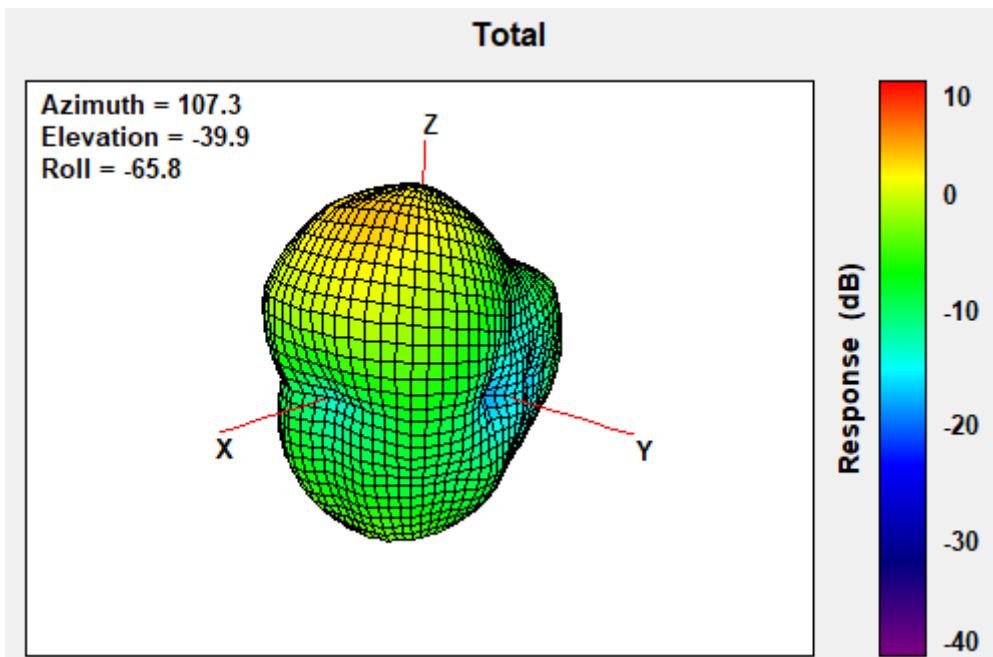 Total
Azimuth = 107.3
Elevation = -39.9
Roll = -65.8
Z
X
Y
10
0
-10
-20
-30
-40
Response (dB)